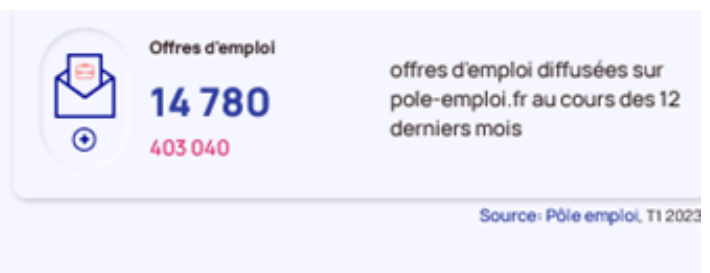 Offres d'emploi
14 780
403 040
offres d'emploi diffusées sur
pole-emploi.fr au cours des 12
derniers mois
Source: Pôle emploi, T1 2023